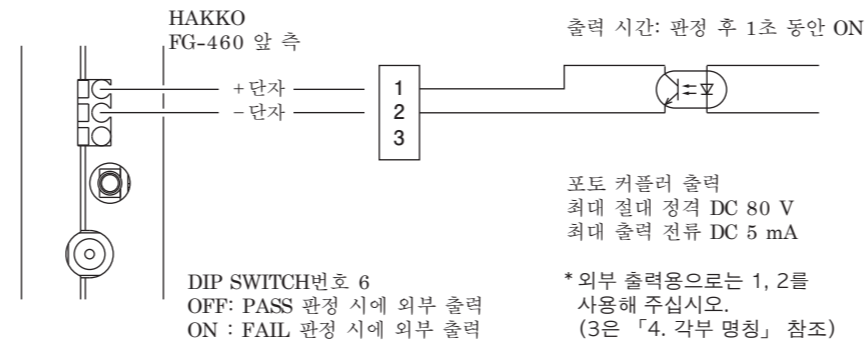 HAKKO
FG-460 앞 측
출력 시간: 판정 후 1초 동안 ON
+단자
-단자
1
2
3
포토 커플러 출력
최대 절대 정격 DC 80 V
최대 출력 전류 DC 5 mA
DIP SWITCH번호 6
OFF: PASS 판정 시에 외부 출력
ON : FAIL 판정 시에 외부 출력
* 외부 출력용으로는 1, 2를
사용해 주십시오.
(3은 「4. 각부 명칭」 참조)